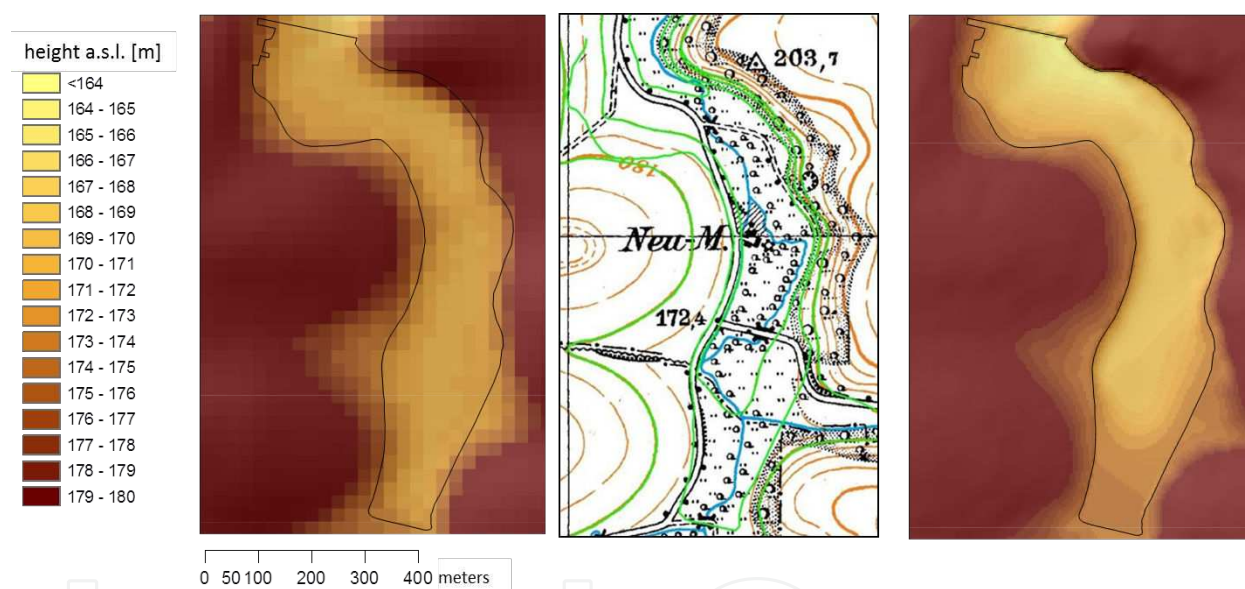 height a.s.l. [m]
<164
164 - 165
165 - 166
166 - 167
167 - 168
168 - 169
169 - 170
170 - 171
171 - 172
172 - 173
173 - 174
174 - 175
175 - 176
176 - 177
177 - 178
178 - 179
179 - 180
203,7
180
Neu-M.
172,4
0 50 100 200 300 400 meters